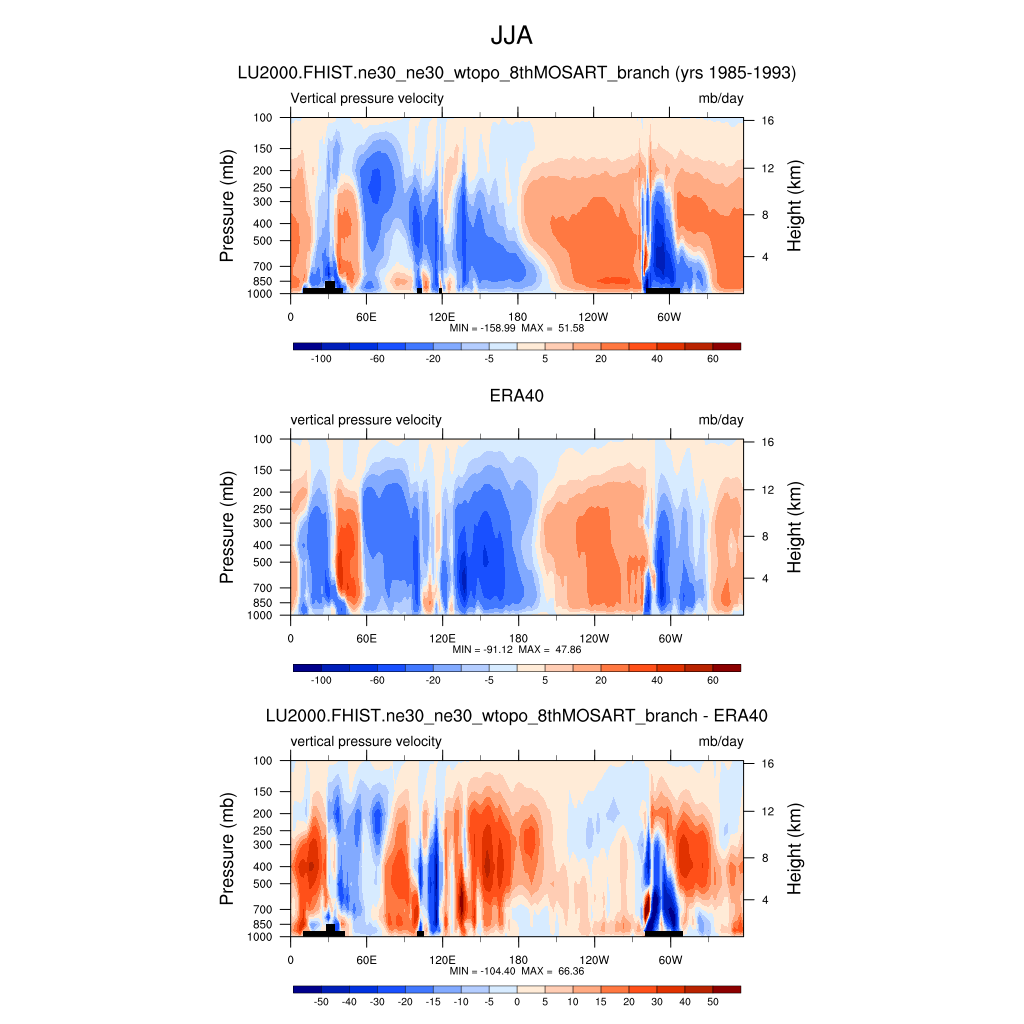 JJA
LU2000.FHIST.ne30_ne30_wtopo_8thMOSART_branch (yrs 1985-1993)
Vertical pressure velocity mb/day
Pressure (mb)
100
150
200
250
300
400
500
700
850
1000
16
12
8
4
Height (km)
0 60E 120E 180 120W 60W
MIN = -158.99 MAX = 51.58
-100 -60 -20 -5 5 20 40 60
ERA40
vertical pressure velocity mb/day
Pressure (mb)
100
150
200
250
300
400
500
700
850
1000
16
12
8
4
Height (km)
0 60E 120E 180 120W 60W
MIN = -91.12 MAX = 47.86
-100 -60 -20 -5 5 20 40 60
LU2000.FHIST.ne30_ne30_wtopo_8thMOSART_branch - ERA40
vertical pressure velocity mb/day
Pressure (mb)
100
150
200
250
300
400
500
700
850
1000
16
12
8
4
Height (km)
0 60E 120E 180 120W 60W
MIN = -104.40 MAX = 66.36
-50 -40 -30 -15 -10 -5 0 5 10 15 20 30 40 50